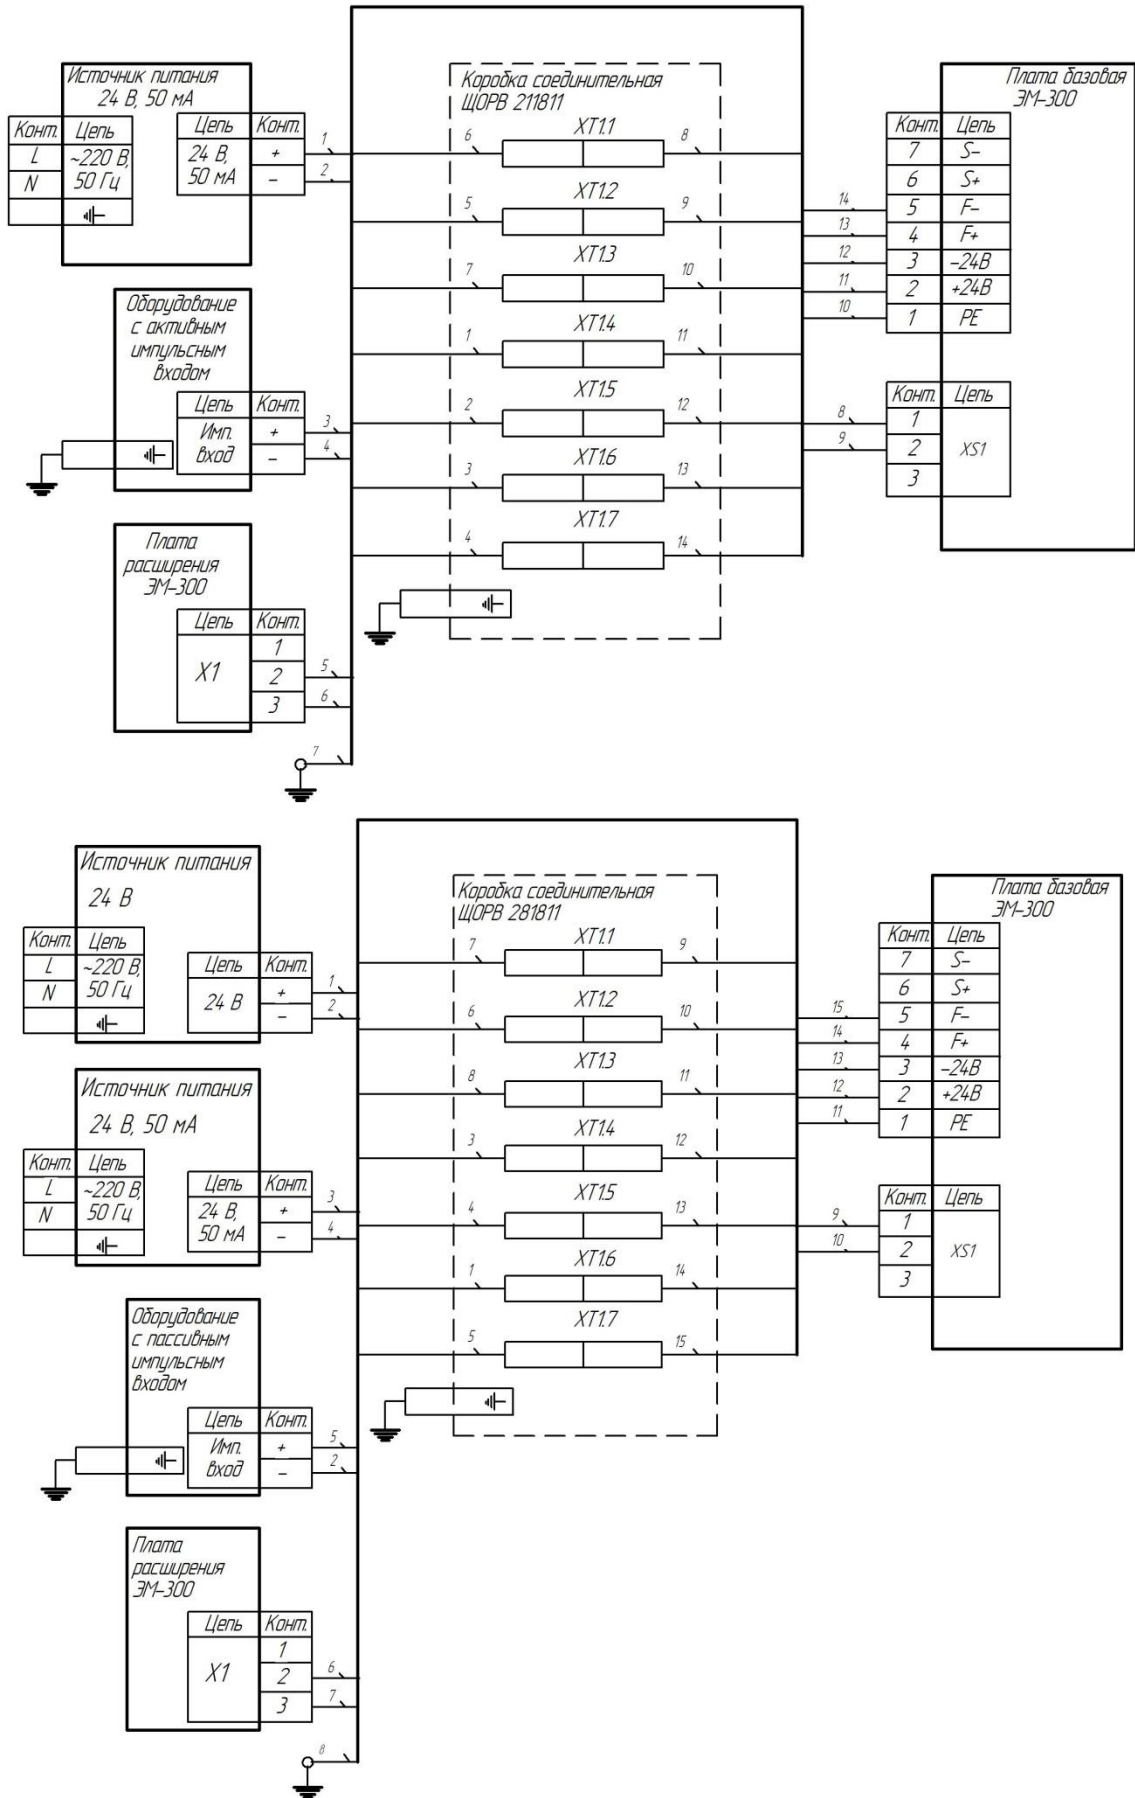 Источник питания
24 В, 50 мА
Конт. Цепь
L ~220 В,
N 50 Гц
Цепь Конт.
24 В, +
50 мА –
1
2
Оборудование
с активным
импульсным
входом
Цепь Конт.
Имп. +
вход –
3
4
Плата
расширения
ЭМ-300
Цепь Конт.
1
X1 2
3
5
6
7
Коробка соединительная
ЩОРВ 211811
XT1.1
6 8
XT1.2
5 9
XT1.3
7 10
XT1.4
1 11
XT1.5
2 12
XT1.6
3 13
XT1.7
4 14
Плата базовая
ЭМ-300
Конт. Цепь
7 S–
6 S+
14 5 F–
13 4 F+
12 3 –24В
11 2 +24В
10 1 PE
Конт. Цепь
8 1
9 2 XS1
3
Источник питания
24 В
Конт. Цепь
L ~220 В,
N 50 Гц
Цепь Конт.
24 В +
–
1
2
Источник питания
24 В, 50 мА
Конт. Цепь
L ~220 В,
N 50 Гц
Цепь Конт.
24 В, +
50 мА –
3
4
Оборудование
с пассивным
импульсным
входом
Цепь Конт.
Имп. +
вход –
5
2
Плата
расширения
ЭМ-300
Цепь Конт.
1
X1 2
3
6
7
8
Коробка соединительная
ЩОРВ 281811
XT1.1
7 9
XT1.2
6 10
XT1.3
8 11
XT1.4
3 12
XT1.5
4 13
XT1.6
1 14
XT1.7
5 15
Плата базовая
ЭМ-300
Конт. Цепь
7 S–
6 S+
15 5 F–
14 4 F+
13 3 –24В
12 2 +24В
11 1 PE
Конт. Цепь
9 1
10 2 XS1
3